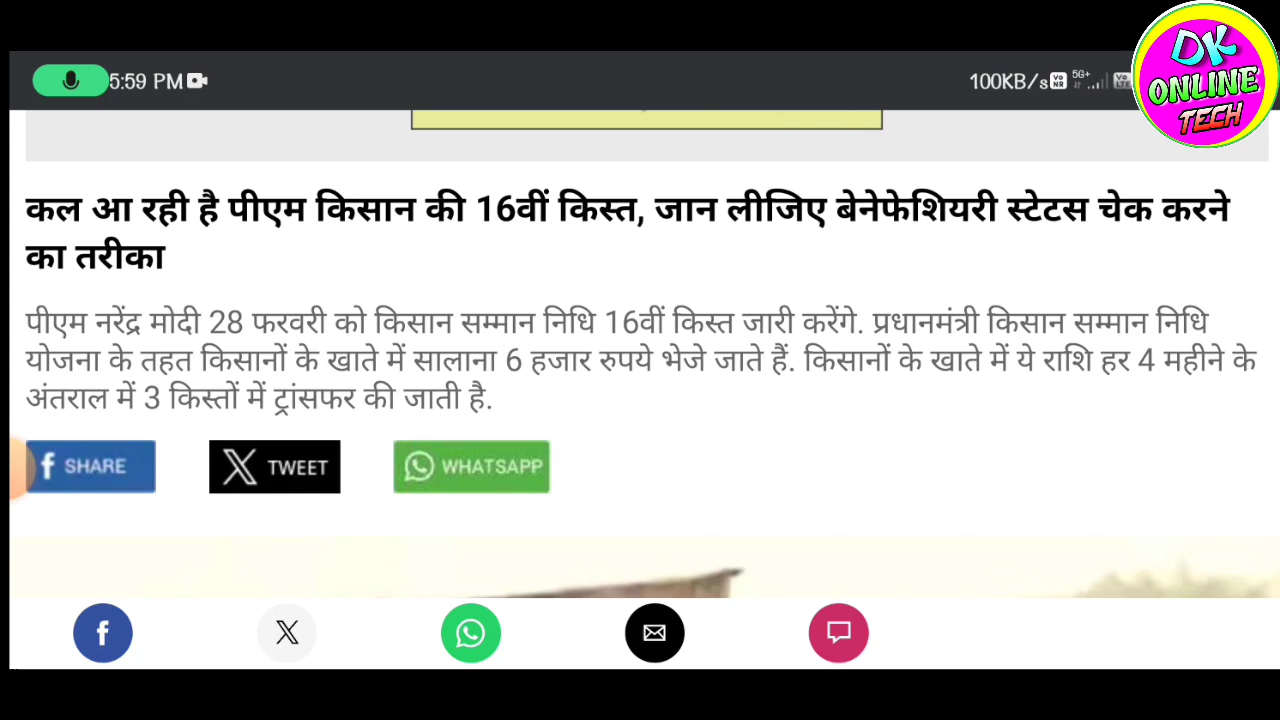 5:59 PM
100KB/s
5G+
DK
ONLINE
TECH
कल आ रही है पीएम किसान की 16वीं किस्त, जान लीजिए बेनेफेशियरी स्टेटस चेक करने
का तरीका
पीएम नरेंद्र मोदी 28 फरवरी को किसान सम्मान निधि 16वीं किस्त जारी करेंगे. प्रधानमंत्री किसान सम्मान निधि
योजना के तहत किसानों के खाते में सालाना 6 हजार रुपये भेजे जाते हैं. किसानों के खाते में ये राशि हर 4 महीने के
अंतराल में 3 किस्तों में ट्रांसफर की जाती है.
SHARE
TWEET
WHATSAPP